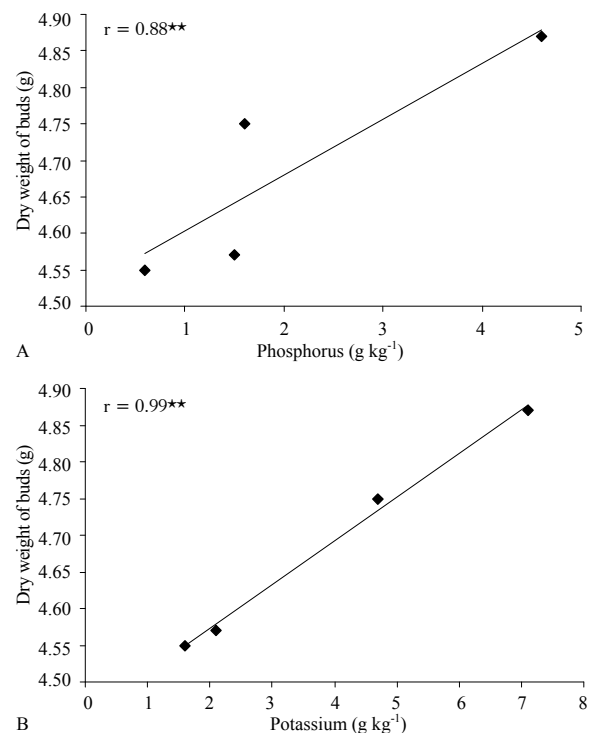 r = 0.88★★
Dry weight of buds (g)
4.90
4.85
4.80
4.75
4.70
4.65
4.60
4.55
4.50
0 1 2 3 4 5
A Phosphorus (g kg-1)
r = 0.99★★
Dry weight of buds (g)
4.90
4.85
4.80
4.75
4.70
4.65
4.60
4.55
4.50
0 1 2 3 4 5 6 7 8
B Potassium (g kg-1)